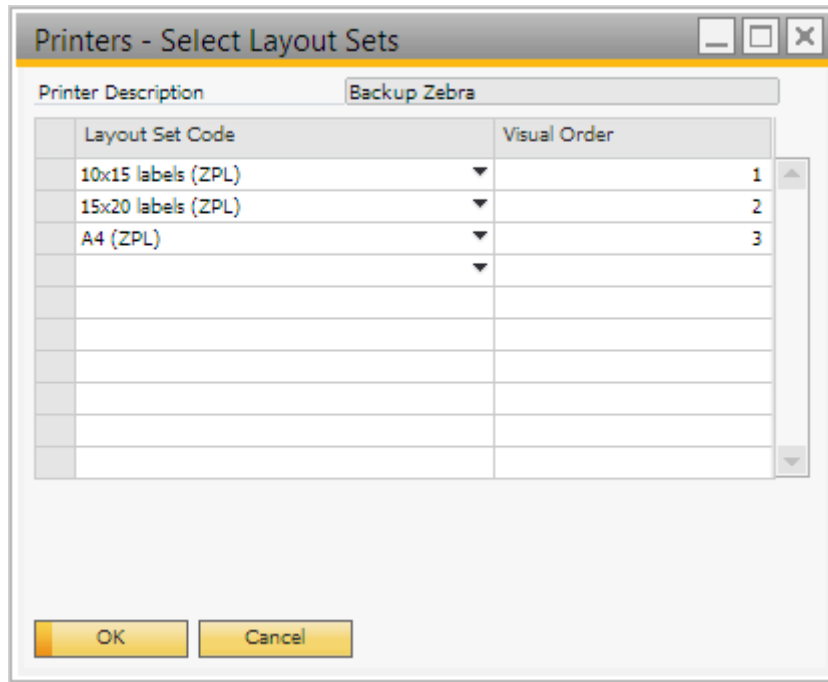 Printers - Select Layout Sets
Printer Description Backup Zebra
Layout Set Code Visual Order
10x15 labels (ZPL) 1
15x20 labels (ZPL) 2
A4 (ZPL) 3
OK Cancel